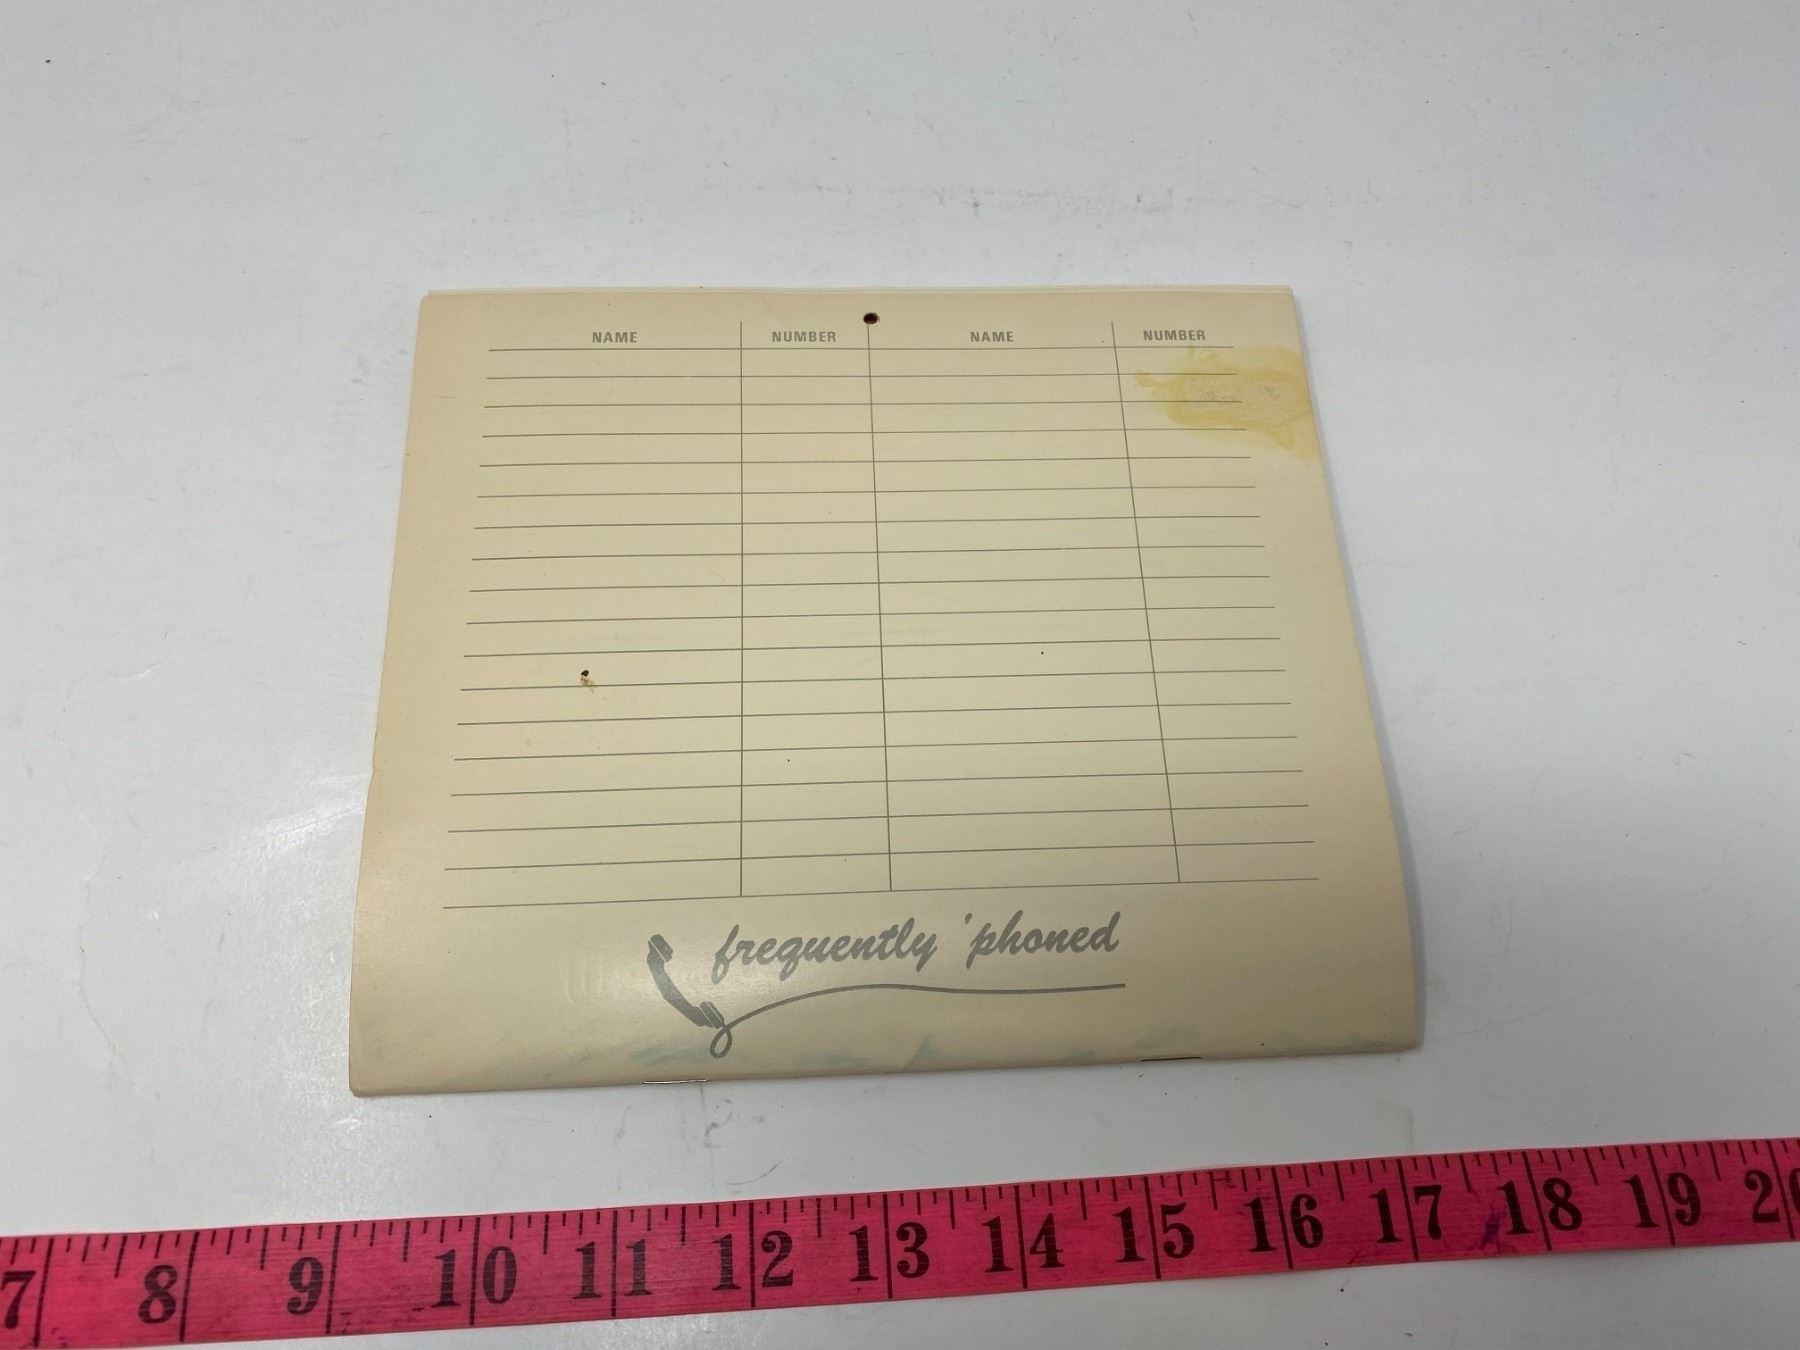 NAME NUMBER NAME NUMBER
frequently 'phoned
7 8 9 10 11 12 13 14 15 16 17 18 19 20